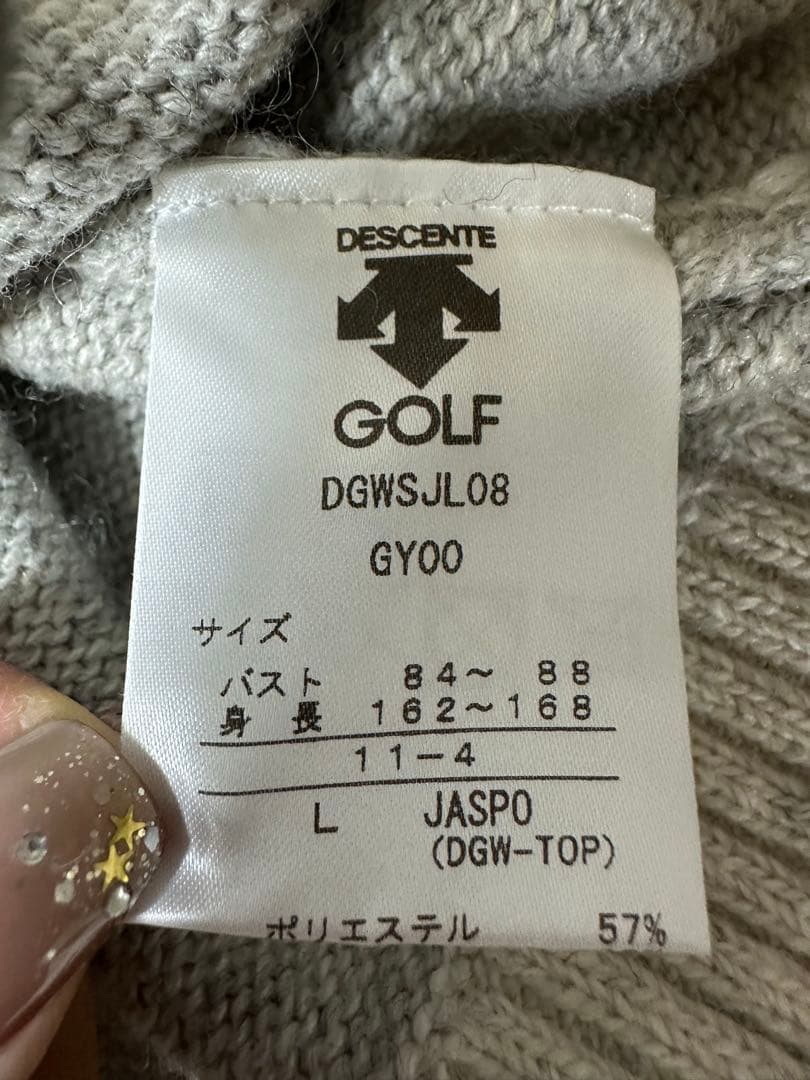 DESCENTE
GOLF
DGWSJL08
GY00
サイズ
バスト 84～88
身長 162～168
11-4
L JASPO
(DGW-TOP)
ポリエステル 57%